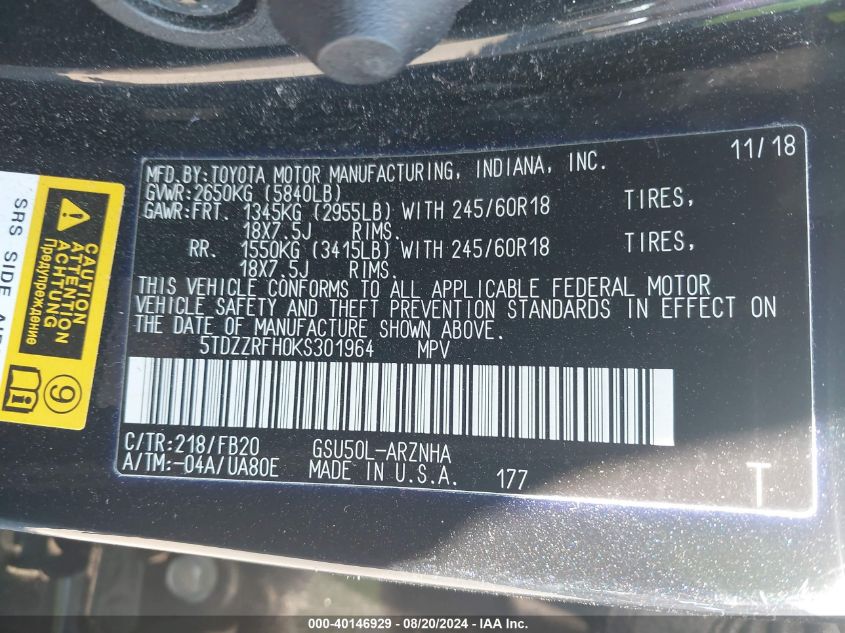 MFD.BY:TOYOTA MOTOR MANUFACTURING, INDIANA, INC. 11/18
GVWR:2650KG (5840LB)
GAWR:FRT. 1345KG (2955LB) WITH 245/60R18 TIRES,
18X7.5J RIMS.
RR. 1550KG (3415LB) WITH 245/60R18 TIRES,
18X7.5J RIMS.
THIS VEHICLE CONFORMS TO ALL APPLICABLE FEDERAL MOTOR
VEHICLE SAFETY AND THEFT PREVENTION STANDARDS IN EFFECT ON
THE DATE OF MANUFACTURE SHOWN ABOVE.
5TDZZRFH0KS301964 MPV
C/TR:218/FB20 GSU50L-ARZNHA
A/TM:-04A/UA80E MADE IN U.S.A. 177
T
SRS SIDE
CAUTION
ATTENTION
ACHTUNG
Предупреждение
9
000-40146929 - 08/20/2024 - IAA Inc.